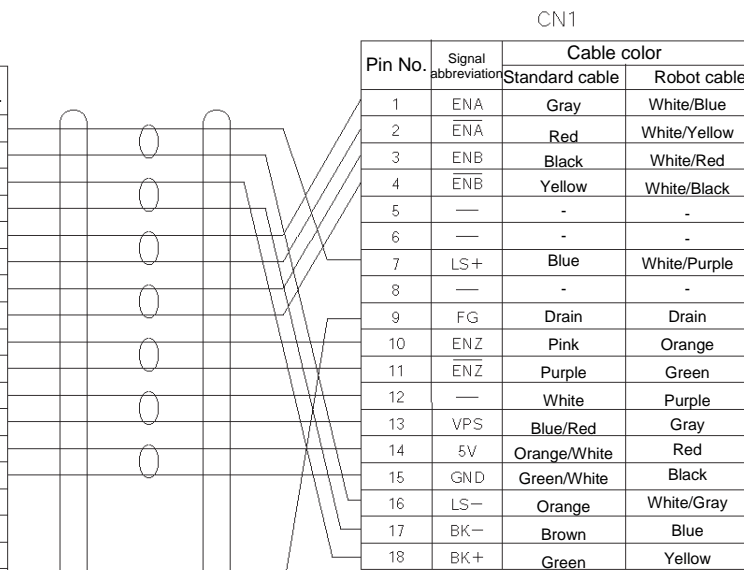 CN1
Pin No. Signal abbreviation Cable color
Standard cable Robot cable
1 ENA Gray White/Blue
2 E̅N̅A̅ Red White/Yellow
3 ENB Black White/Red
4 E̅N̅B̅ Yellow White/Black
5 — - -
6 — - -
7 LS+ Blue White/Purple
8 — - -
9 FG Drain Drain
10 ENZ Pink Orange
11 E̅N̅Z̅ Purple Green
12 — White Purple
13 VPS Blue/Red Gray
14 5V Orange/White Red
15 GND Green/White Black
16 LS− Orange White/Gray
17 BK− Brown Blue
18 BK+ Green Yellow